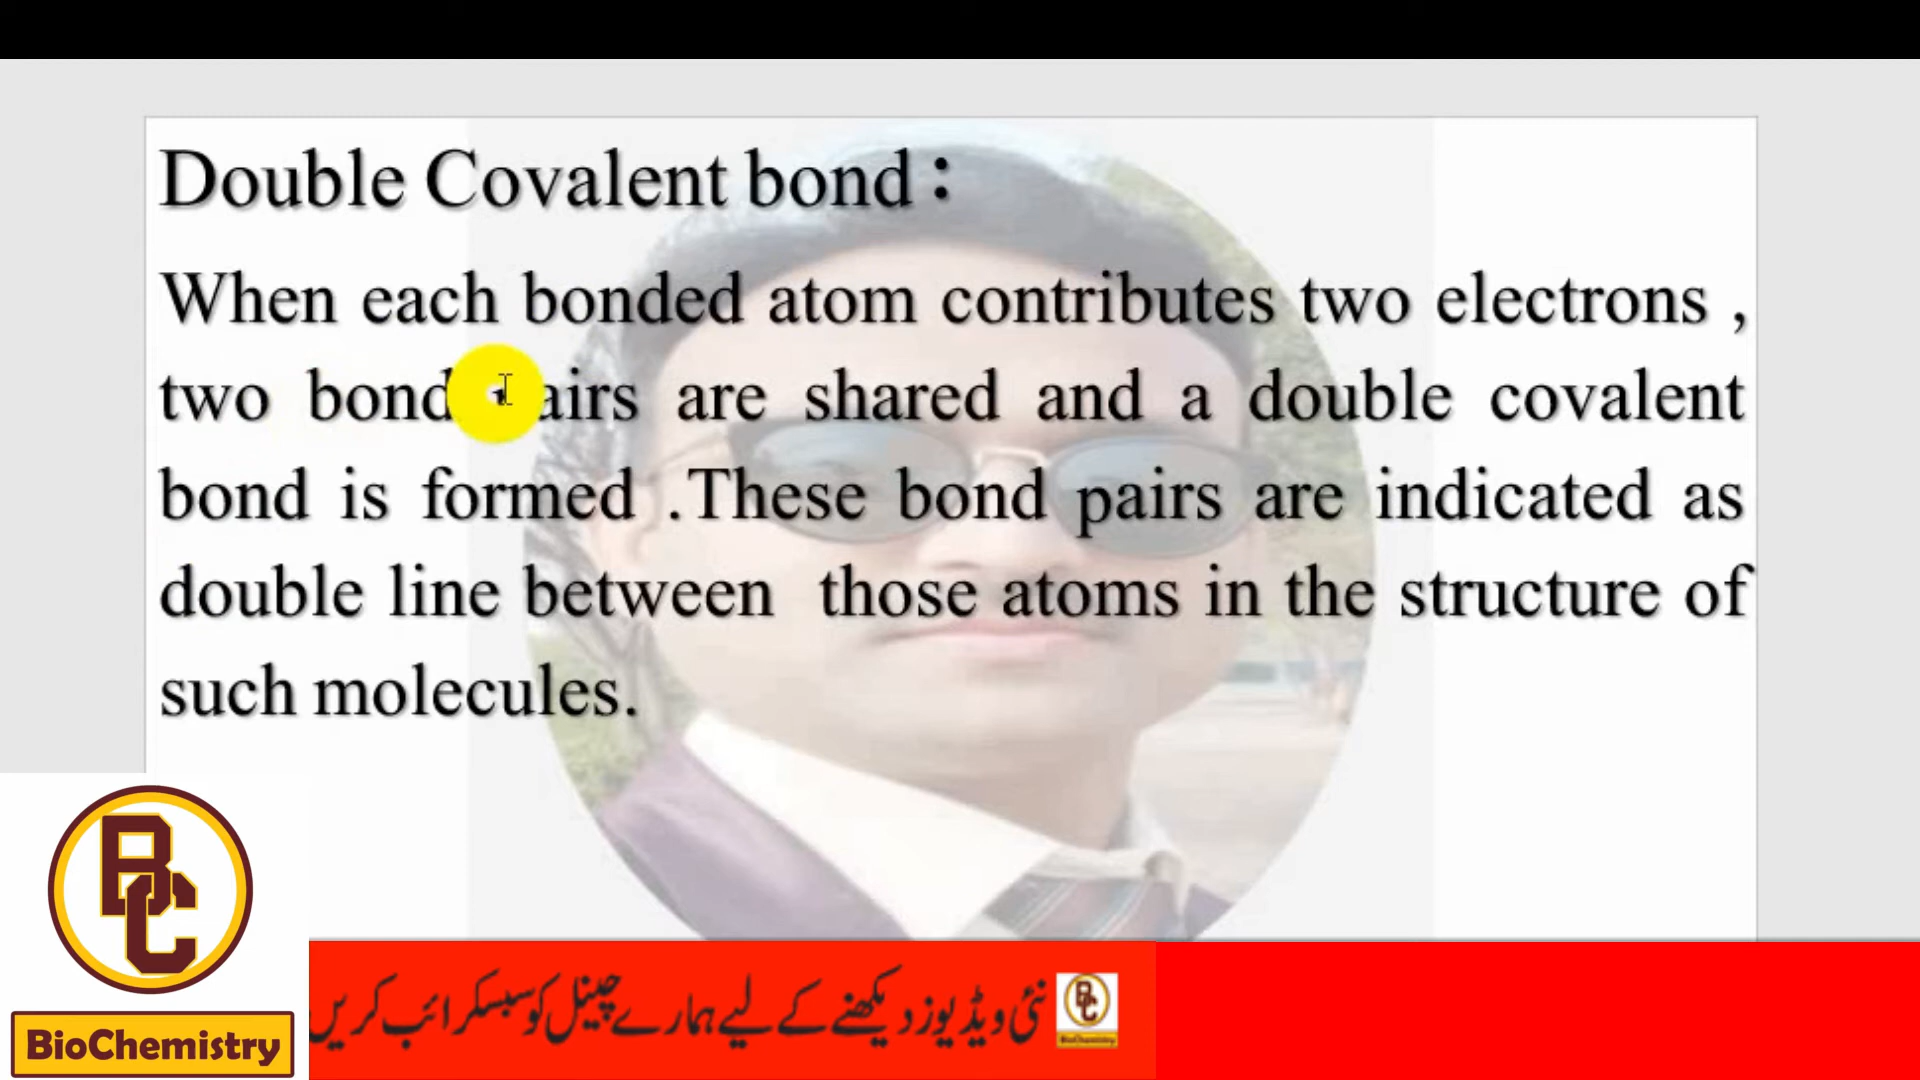 Double Covalent bond :
When each bonded atom contributes two electrons ,
two bond pairs are shared and a double covalent
bond is formed .These bond pairs are indicated as
double line between those atoms in the structure of
such molecules.
BC
BioChemistry
نئی ویڈیوز دیکھنے کے لیے ہمارے چینل کو سبسکرائب کریں
BC
BioChemistry